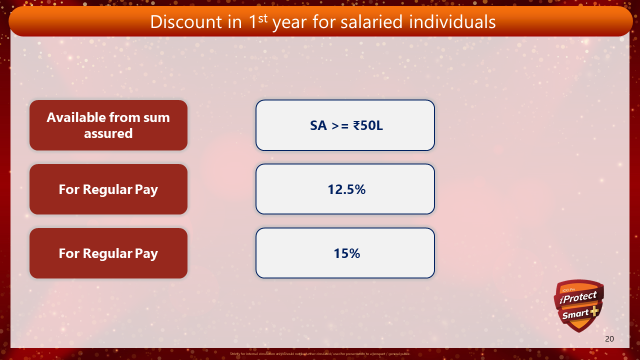 Discount in 1st year for salaried individuals
Available from sum
assured
SA >= ₹50L
For Regular Pay
12.5%
For Regular Pay
15%
iProtect
Smart+
20